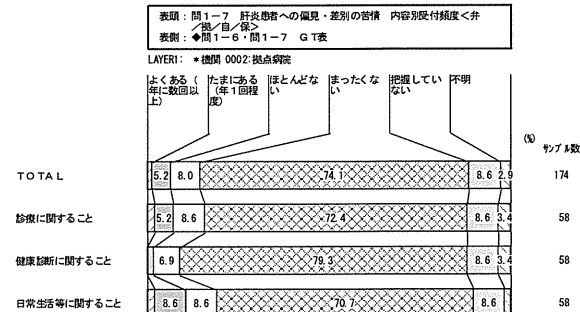 表頭：問１－７　肝炎患者への偏見・差別の苦情　内容別受付頻度＜弁
／拠／自／保＞
表側：◆問１－６・問１－７　ＧＴ表
LAYER1:　＊機関 0002:拠点病院
よくある（年に数回以上）
たまにある（年１回程度）
ほとんどない
まったくない
把握していない
不明
(%)
サンプル数
ＴＯＴＡＬ 5.2 8.0 74.1 8.6 2.9 174
診療に関すること 5.2 8.6 72.4 8.6 3.4 58
健康診断に関すること 6.9 79.3 8.6 3.4 58
日常生活等に関すること 8.6 8.6 70.7 8.6 58